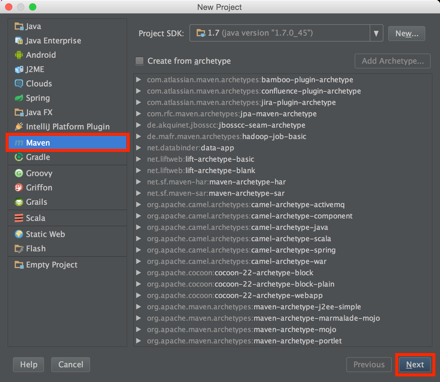 New Project
Java
Java Enterprise
Android
J2ME
Clouds
Spring
Java FX
IntelliJ Platform Plugin
Maven
Gradle
Groovy
Griffon
Grails
Scala
Static Web
Flash
Empty Project
Project SDK: 1.7 (java version "1.7.0_45") New...
Create from archetype Add Archetype...
com.atlassian.maven.archetypes:bamboo-plugin-archetype
com.atlassian.maven.archetypes:confluence-plugin-archetype
com.atlassian.maven.archetypes:jira-plugin-archetype
com.rfc.maven.archetypes:jpa-maven-archetype
de.akquinet.jbosscc:jbosscc-seam-archetype
de.mafr.maven.archetypes:hadoop-job-basic
net.databinder:data-app
net.liftweb:lift-archetype-basic
net.liftweb:lift-archetype-blank
net.sf.maven-har:maven-archetype-har
net.sf.maven-sar:maven-archetype-sar
org.apache.camel.archetypes:camel-archetype-activemq
org.apache.camel.archetypes:camel-archetype-component
org.apache.camel.archetypes:camel-archetype-java
org.apache.camel.archetypes:camel-archetype-scala
org.apache.camel.archetypes:camel-archetype-spring
org.apache.camel.archetypes:camel-archetype-war
org.apache.cocoon:cocoon-22-archetype-block
org.apache.cocoon:cocoon-22-archetype-block-plain
org.apache.cocoon:cocoon-22-archetype-webapp
org.apache.maven.archetypes:maven-archetype-j2ee-simple
org.apache.maven.archetypes:maven-archetype-marmalade-mojo
org.apache.maven.archetypes:maven-archetype-mojo
org.apache.maven.archetypes:maven-archetype-portlet
Help Cancel Previous Next